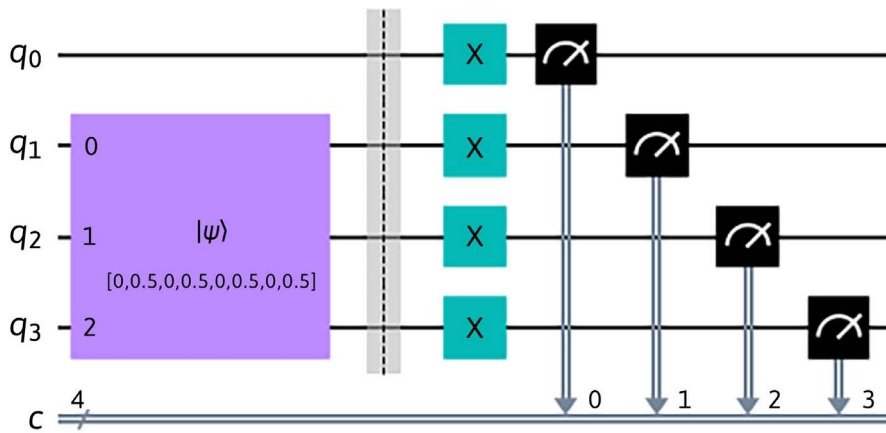 q0 X
q1 0 X
q2 1 |ψ⟩ X
[0,0.5,0,0.5,0,0.5,0,0.5]
q3 2 X
c 4 0 1 2 3